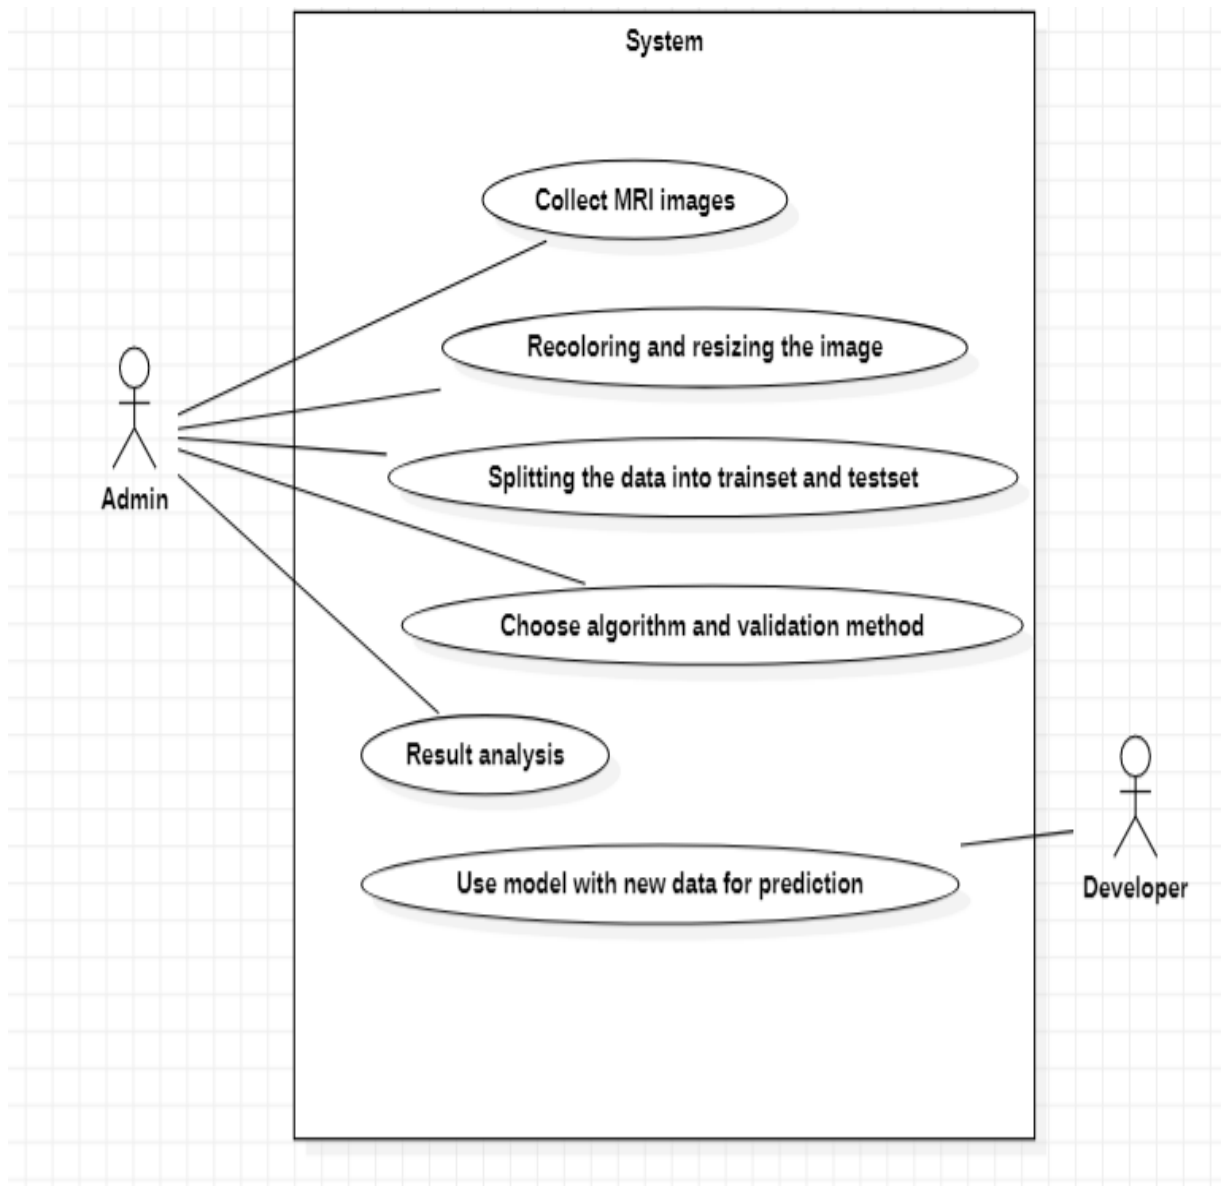 System
Collect MRI images
Recoloring and resizing the image
Splitting the data into trainset and testset
Admin
Choose algorithm and validation method
Result analysis
Use model with new data for prediction
Developer